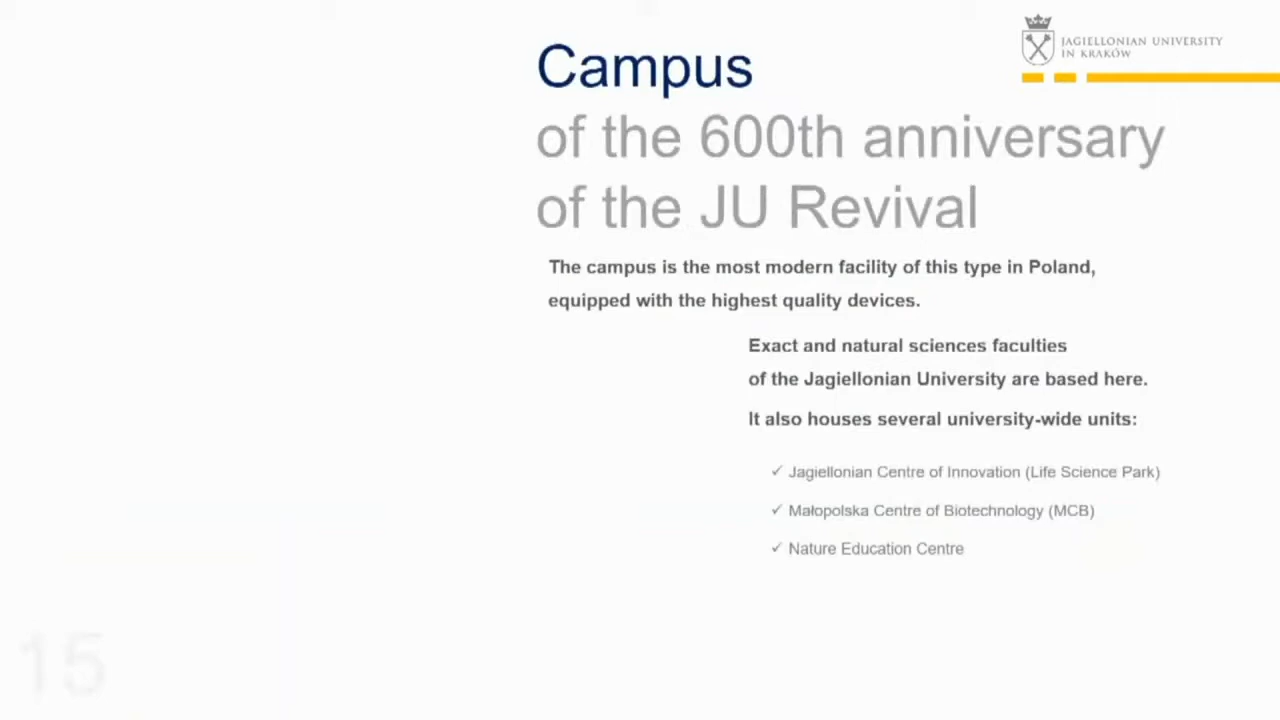 JAGIELLONIAN UNIVERSITY
IN KRAKÓW
Campus
of the 600th anniversary
of the JU Revival
The campus is the most modern facility of this type in Poland,
equipped with the highest quality devices.
Exact and natural sciences faculties
of the Jagiellonian University are based here.
It also houses several university-wide units:
✓ Jagiellonian Centre of Innovation (Life Science Park)
✓ Małopolska Centre of Biotechnology (MCB)
✓ Nature Education Centre
15